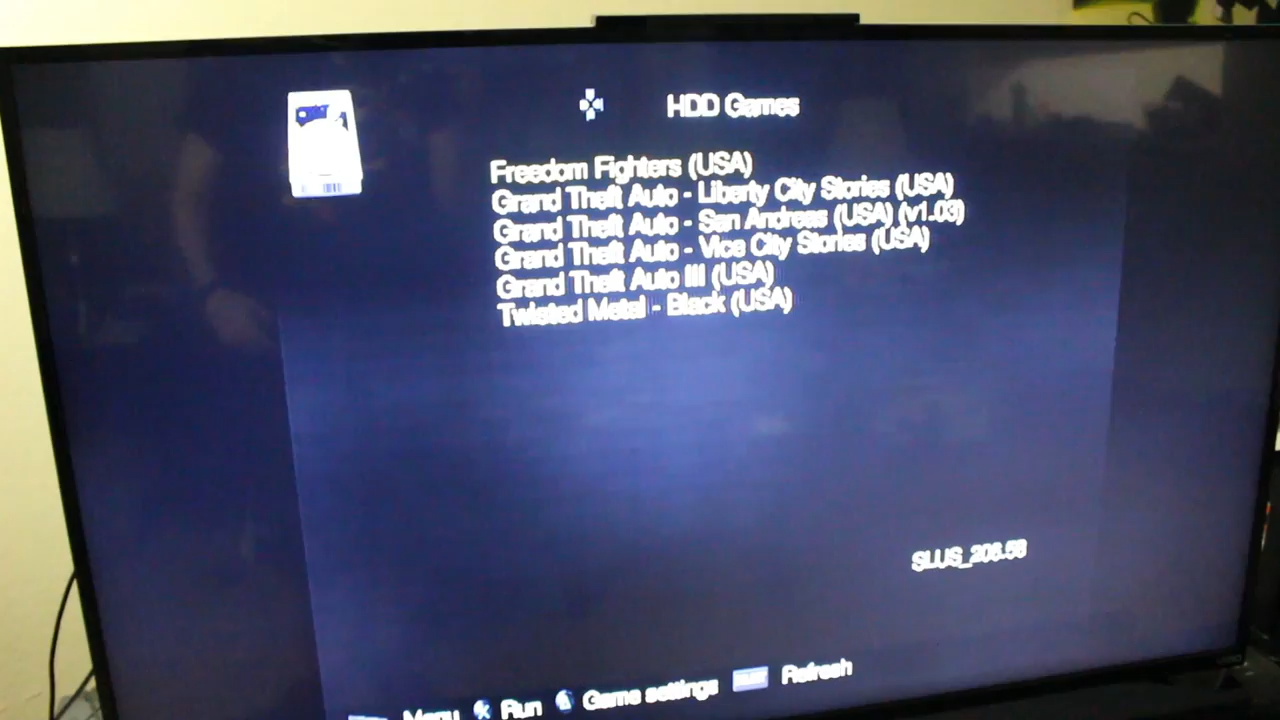 HDD Games
Freedom Fighters (USA)
Grand Theft Auto - Liberty City Stories (USA)
Grand Theft Auto - San Andreas (USA) (v1.03)
Grand Theft Auto - Vice City Stories (USA)
Grand Theft Auto III (USA)
Twisted Metal - Black (USA)
SLUS_206.58
Menu Run Game settings Refresh